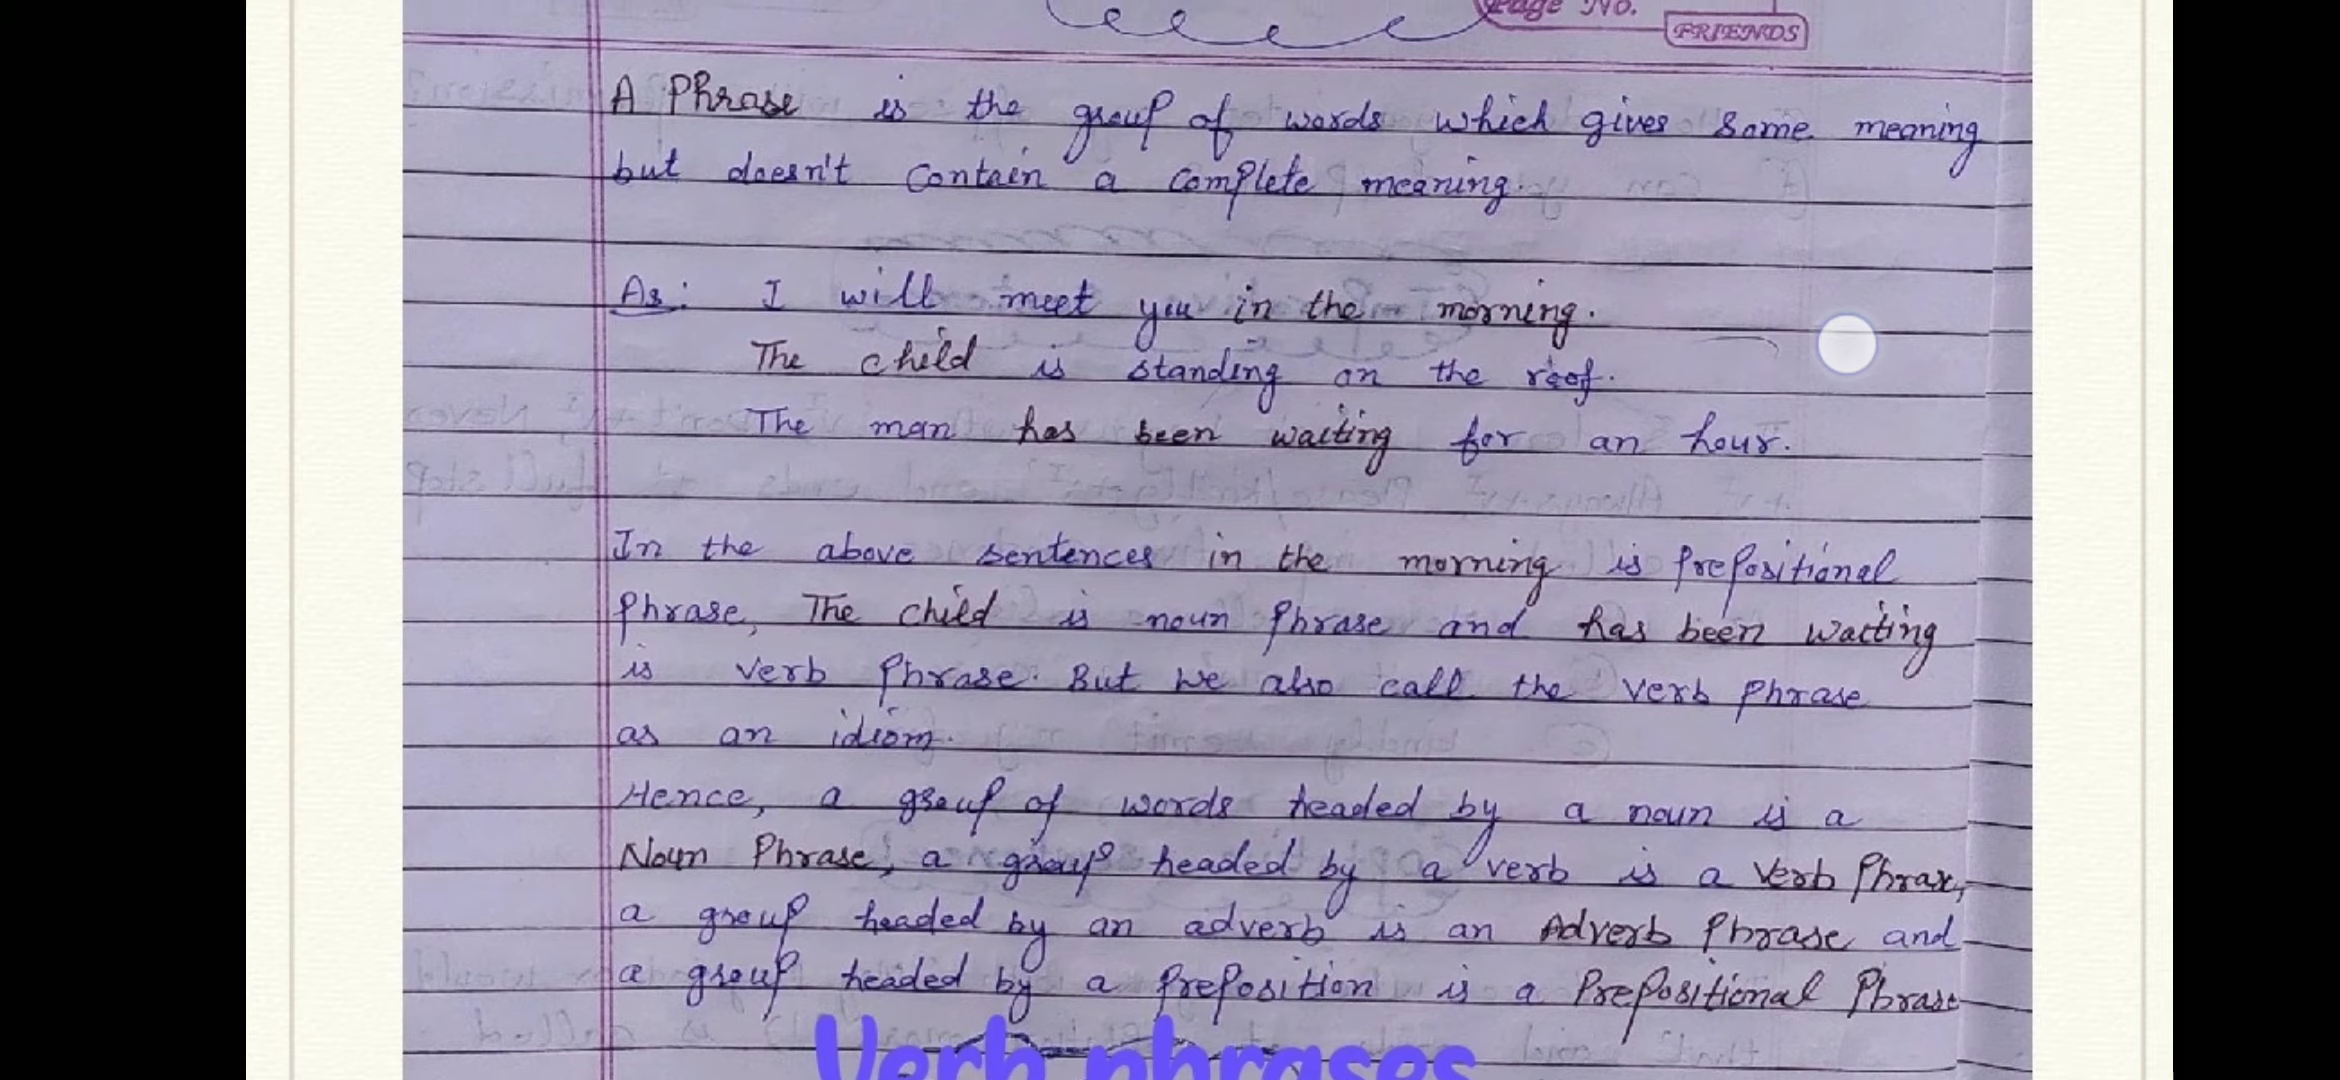 Page No.
FRIENDS
A Phrase is the group of words which gives some meaning
but doesn't contain a complete meaning.
As: I will meet you in the morning.
The child is standing on the roof.
The man has been waiting for an hour.
In the above sentences in the morning is prepositional
phrase, The child is noun phrase and has been waiting
is verb phrase. But we also call the verb phrase
as an idiom.
Hence, a group of words headed by a noun is a
Noun Phrase, a group headed by a verb is a Verb Phrase,
a group headed by an adverb is an Adverb Phrase and
a group headed by a preposition is a Prepositional Phrase
Verb phrases